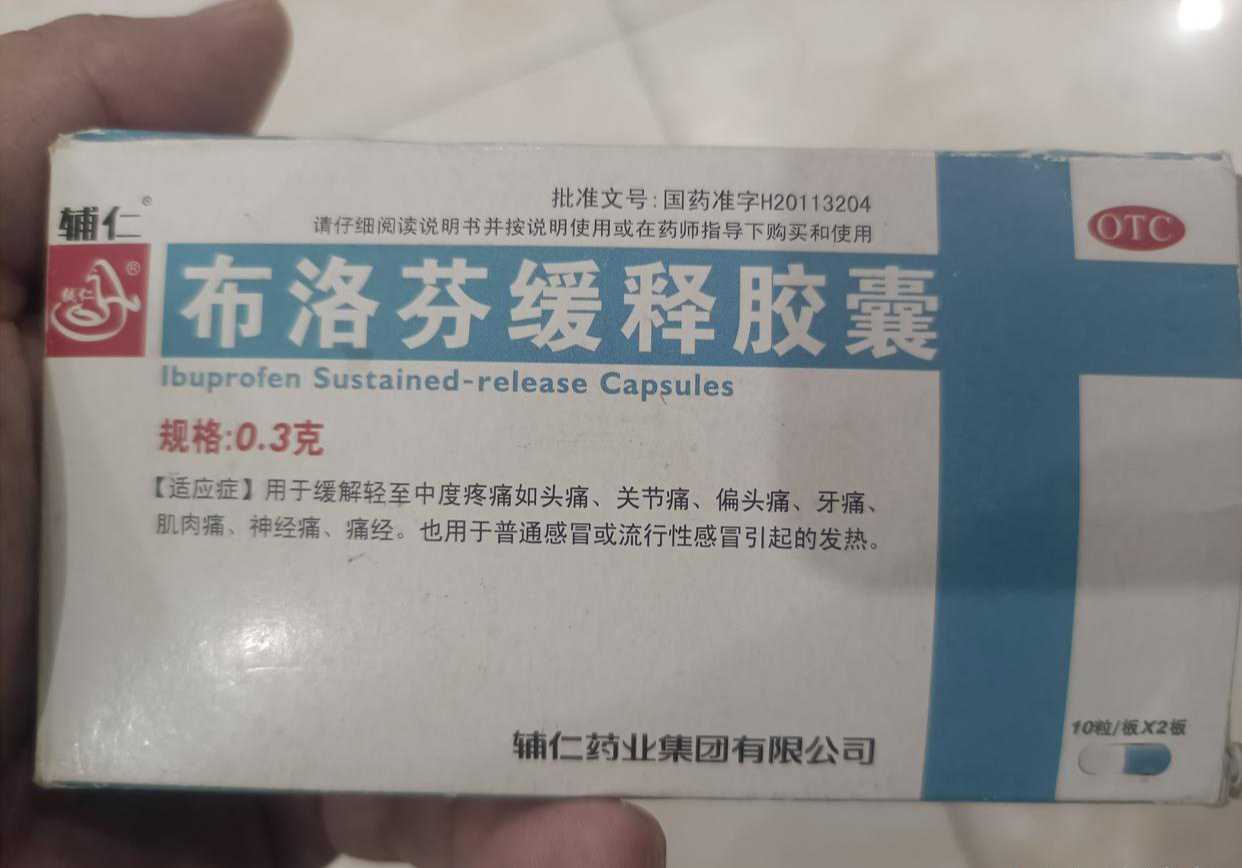 批准文号:国药准字H20113204
请仔细阅读说明书并按说明使用或在药师指导下购买和使用
OTC
辅仁®
辅仁®
布洛芬缓释胶囊
Ibuprofen Sustained-release Capsules
规格:0.3克
【适应症】用于缓解轻至中度疼痛如头痛、关节痛、偏头痛、牙痛、
肌肉痛、神经痛、痛经。也用于普通感冒或流行性感冒引起的发热。
辅仁药业集团有限公司
10粒/板X2板